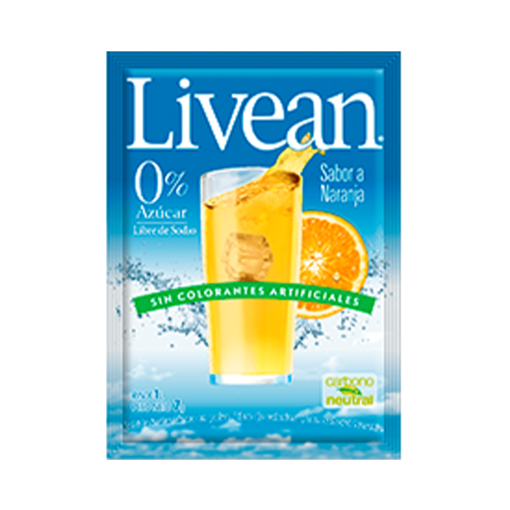 Livean
0%
Azúcar
Libre de Sodio
Sabor a
Naranja
SIN COLORANTES ARTIFICIALES
carbono
neutral